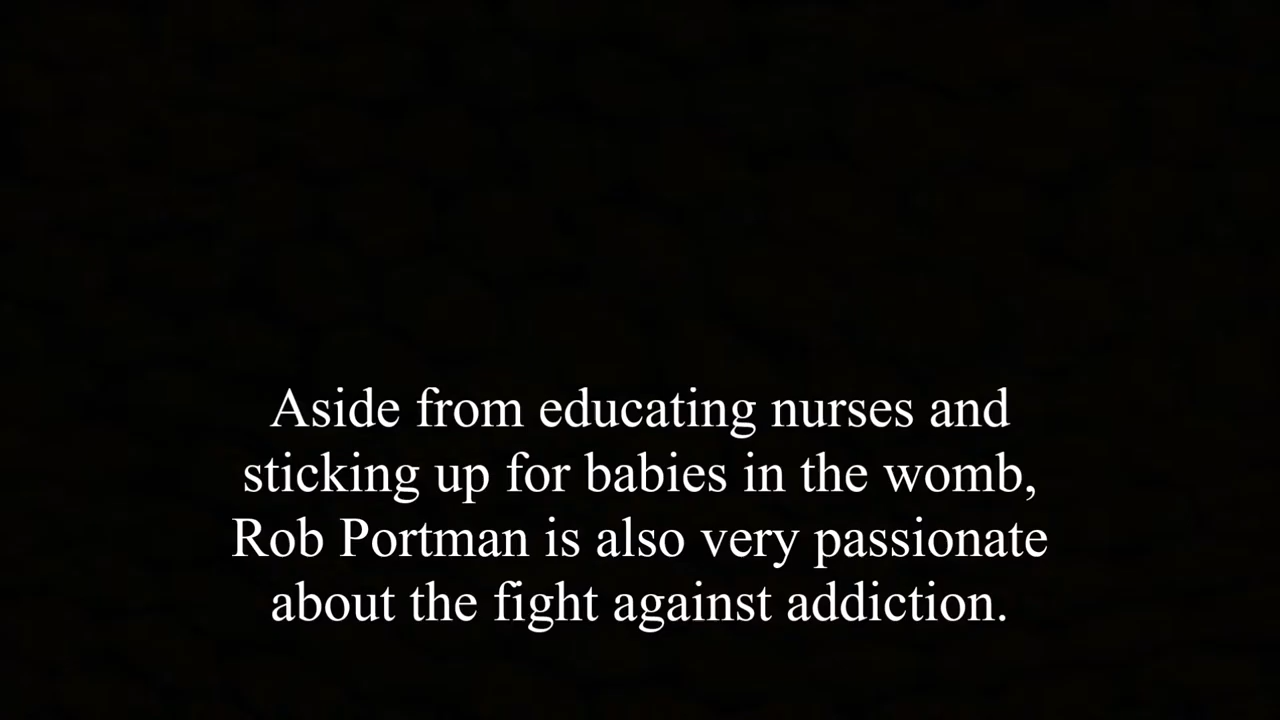 Aside from educating nurses and
sticking up for babies in the womb,
Rob Portman is also very passionate
about the fight against addiction.